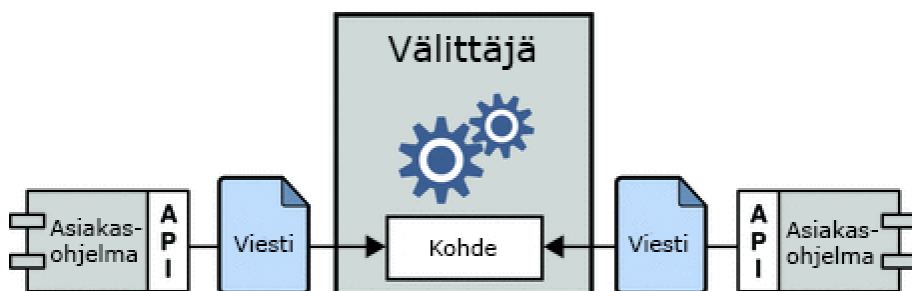 Välittäjä
Asiakas-
ohjelma
A
P
I
Viesti
Kohde
Viesti
A
P
I
Asiakas-
ohjelma